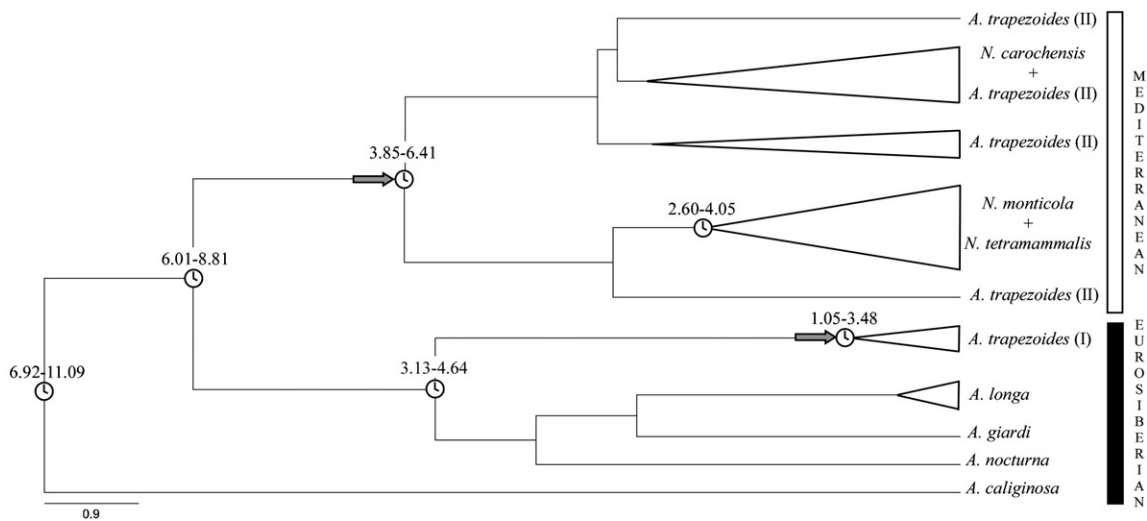 A. trapezoides (II)
N. carochensis
+
A. trapezoides (II)
3.85-6.41
A. trapezoides (II)
2.60-4.05
N. monticola
+
N. tetramammalis
6.01-8.81
A. trapezoides (II)
MEDITERRANEAN
1.05-3.48
A. trapezoides (I)
6.92-11.09
3.13-4.64
A. longa
A. giardi
A. nocturna
A. caliginosa
EUROSIBERIAN
0.9